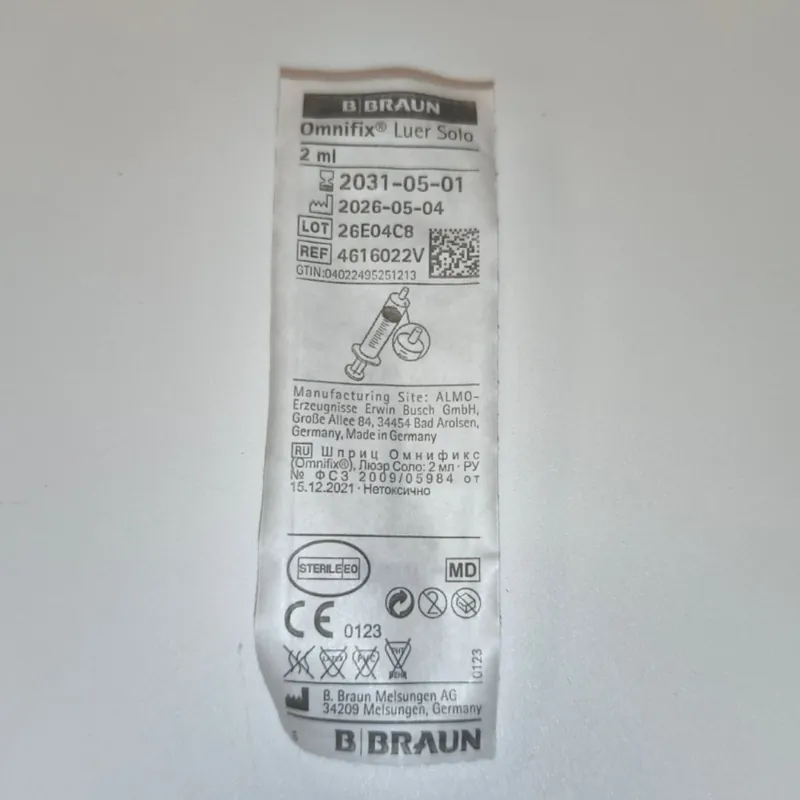 B|BRAUN
Omnifix® Luer Solo
2 ml
2031-05-01
2026-05-04
LOT 26E04C8
REF 4616022V
GTIN:04022495251213
Manufacturing Site: ALMO-
Erzeugnisse Erwin Busch GmbH,
Große Allee 84, 34454 Bad Arolsen,
Germany, Made in Germany
RU Шприц Омнификс
(Omnifix®), Люэр Соло: 2 мл · РУ
№ ФСЗ 2009/05984 от
15.12.2021 · Нетоксично
STERILE EO
MD
CE 0123
0123
B. Braun Melsungen AG
34209 Melsungen, Germany
B|BRAUN